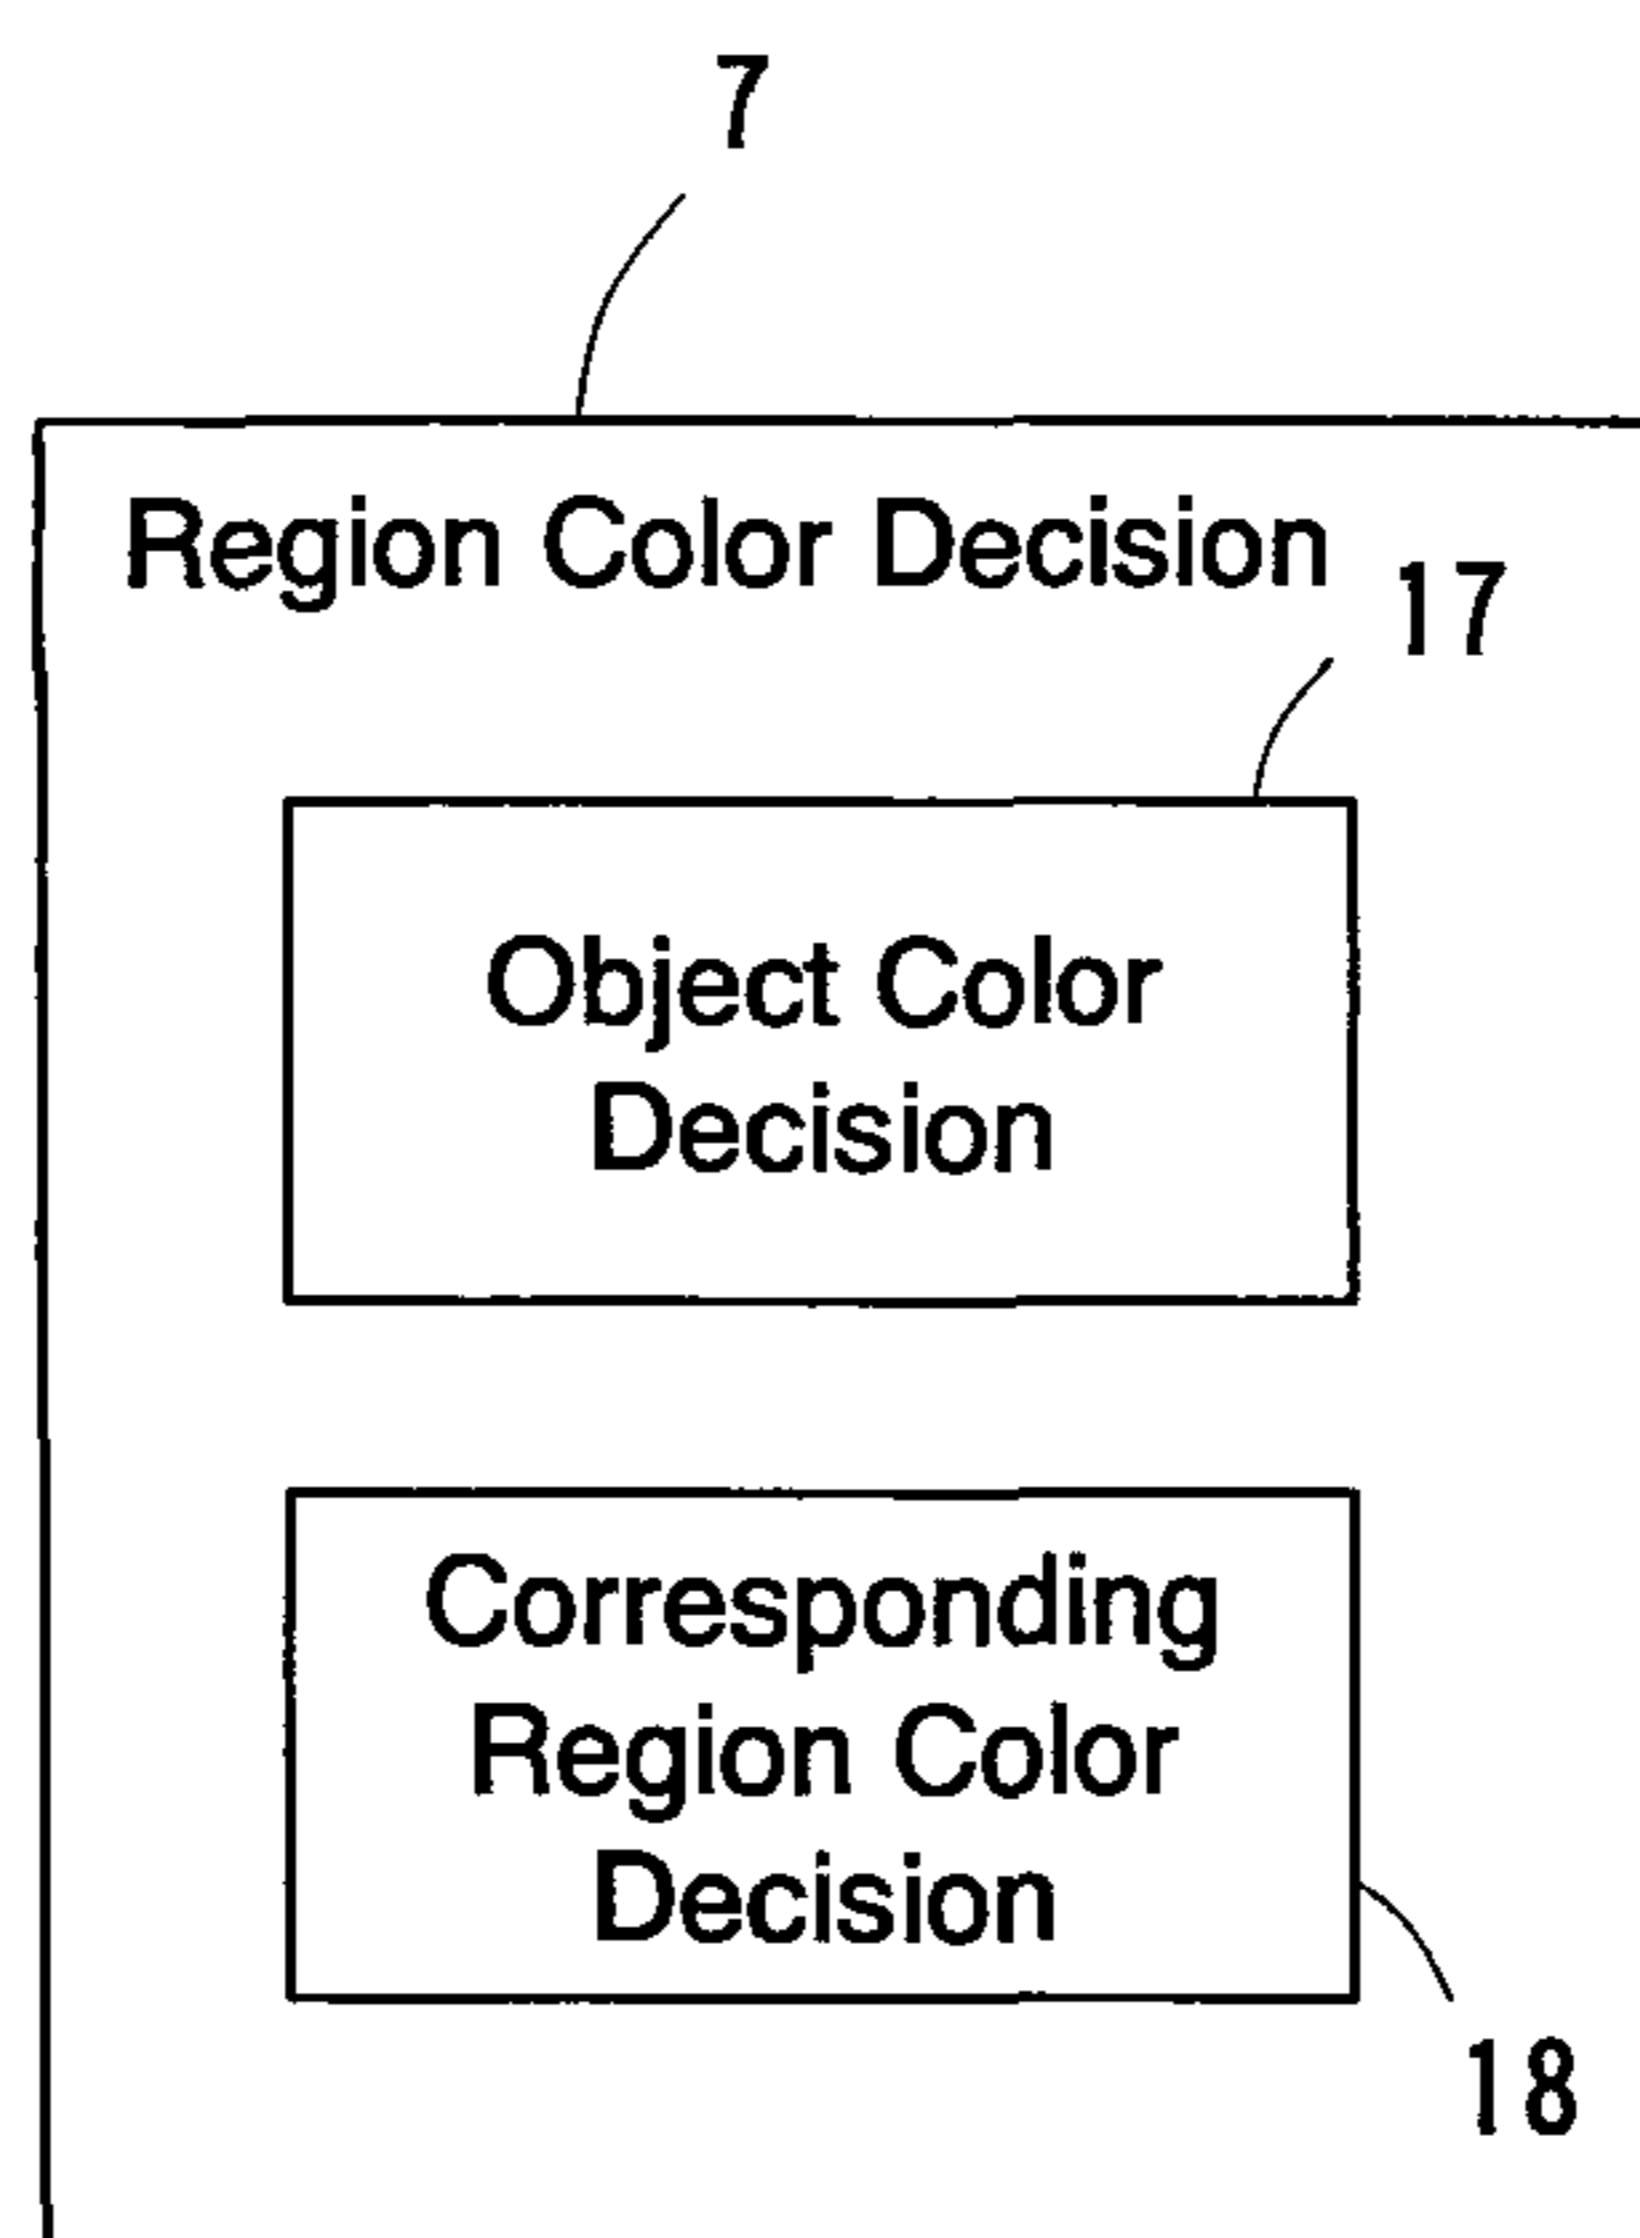 7
Region Color Decision
17
Object Color
Decision
Corresponding
Region Color
Decision
18